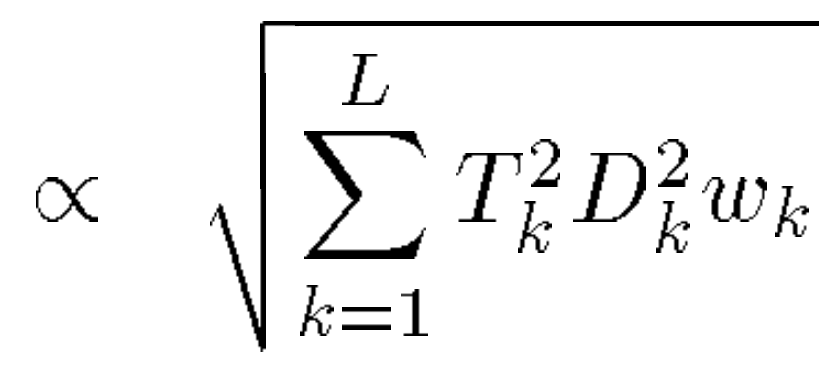 ∝ √(∑_{k=1}^{L} T_k^2 D_k^2 w_k)